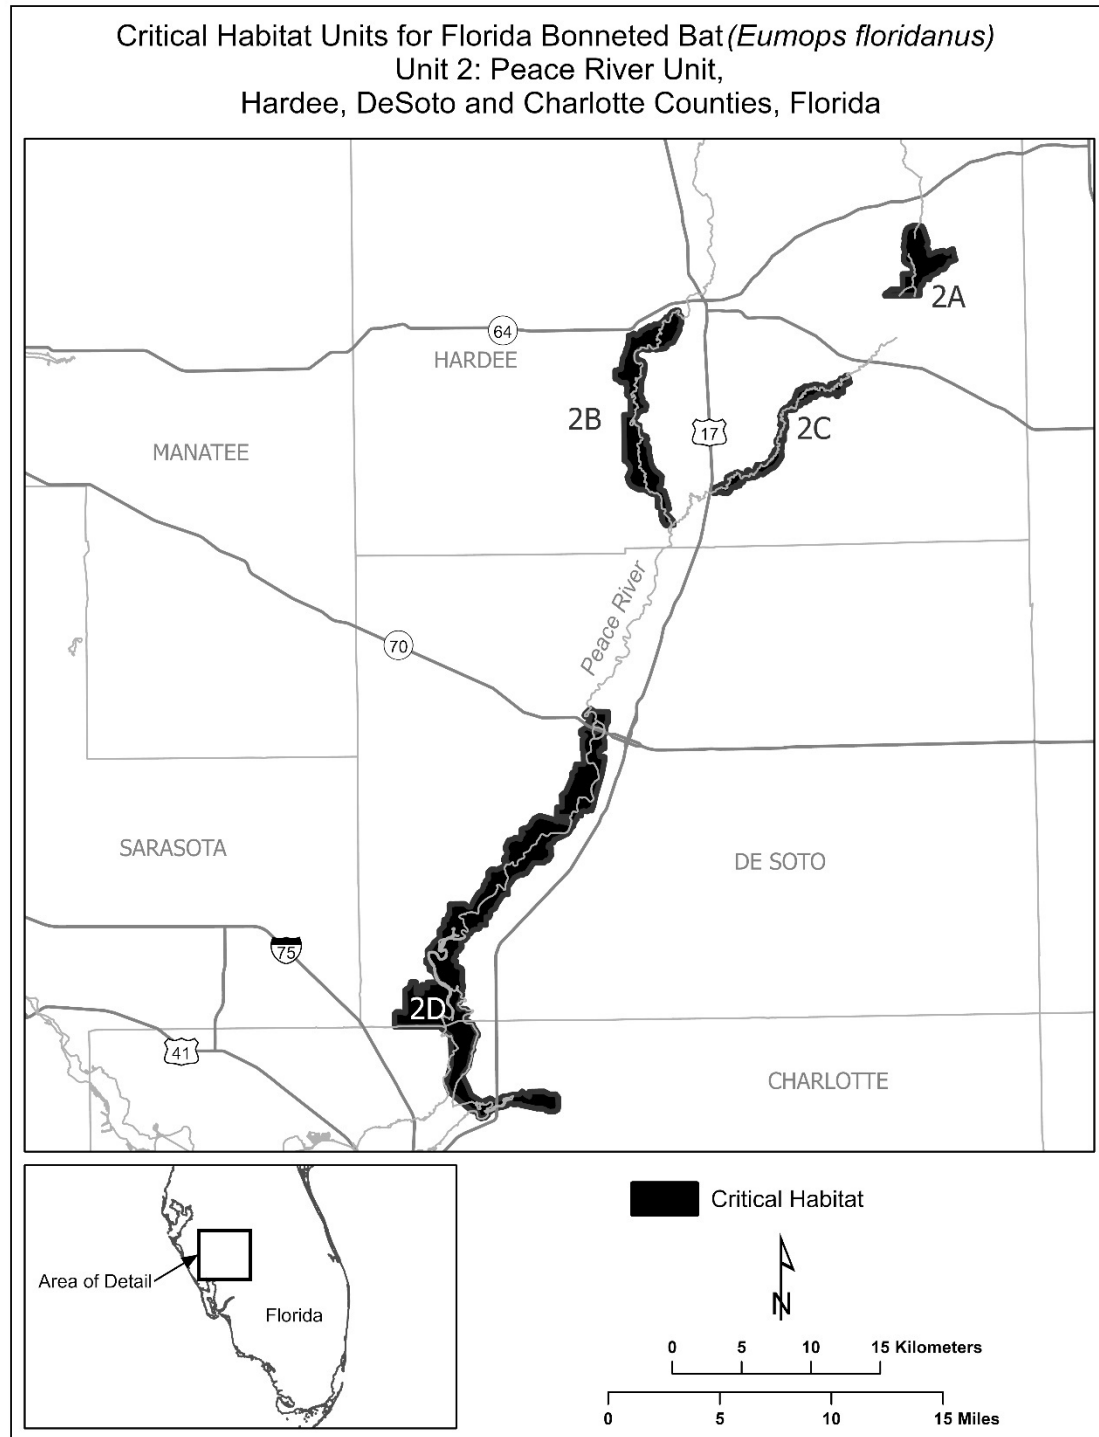 Critical Habitat Units for Florida Bonneted Bat (Eumops floridanus)
Unit 2: Peace River Unit,
Hardee, DeSoto and Charlotte Counties, Florida
2A
64
HARDEE
2B
17
2C
MANATEE
Peace River
70
SARASOTA
DE SOTO
75
2D
41
CHARLOTTE
Area of Detail
Florida
Critical Habitat
N
0 5 10 15 Kilometers
0 5 10 15 Miles